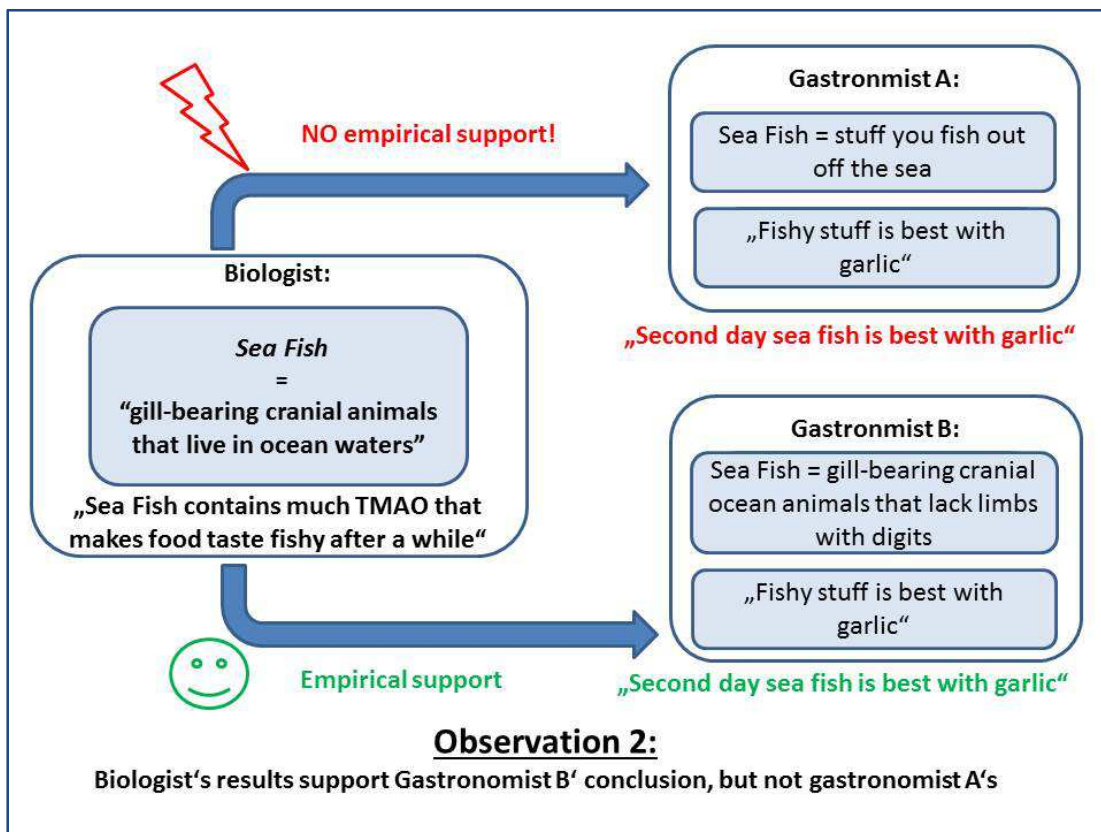 NO empirical support!
Gastronmist A:
Sea Fish = stuff you fish out
off the sea
„Fishy stuff is best with
garlic“
„Second day sea fish is best with garlic“
Biologist:
Sea Fish
=
“gill-bearing cranial animals
that live in ocean waters”
„Sea Fish contains much TMAO that
makes food taste fishy after a while“
Gastronmist B:
Sea Fish = gill-bearing cranial
ocean animals that lack limbs
with digits
„Fishy stuff is best with
garlic“
„Second day sea fish is best with garlic“
Empirical support
Observation 2:
Biologist‘s results support Gastronomist B‘ conclusion, but not gastronomist A‘s